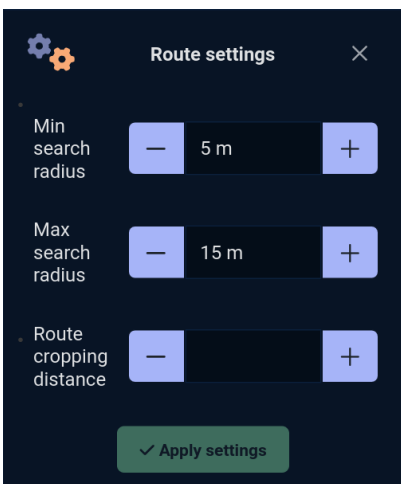 Route settings
Min
search
radius
5 m
Max
search
radius
15 m
Route
cropping
distance
Apply settings